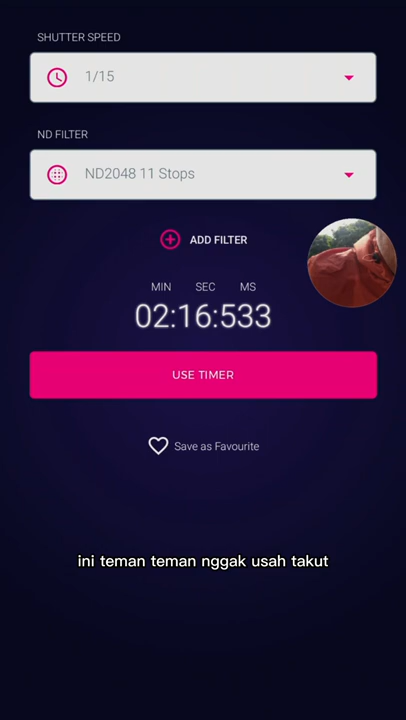 SHUTTER SPEED
1/15
ND FILTER
ND2048 11 Stops
ADD FILTER
MIN SEC MS
02:16:533
USE TIMER
Save as Favourite
ini teman teman nggak usah takut